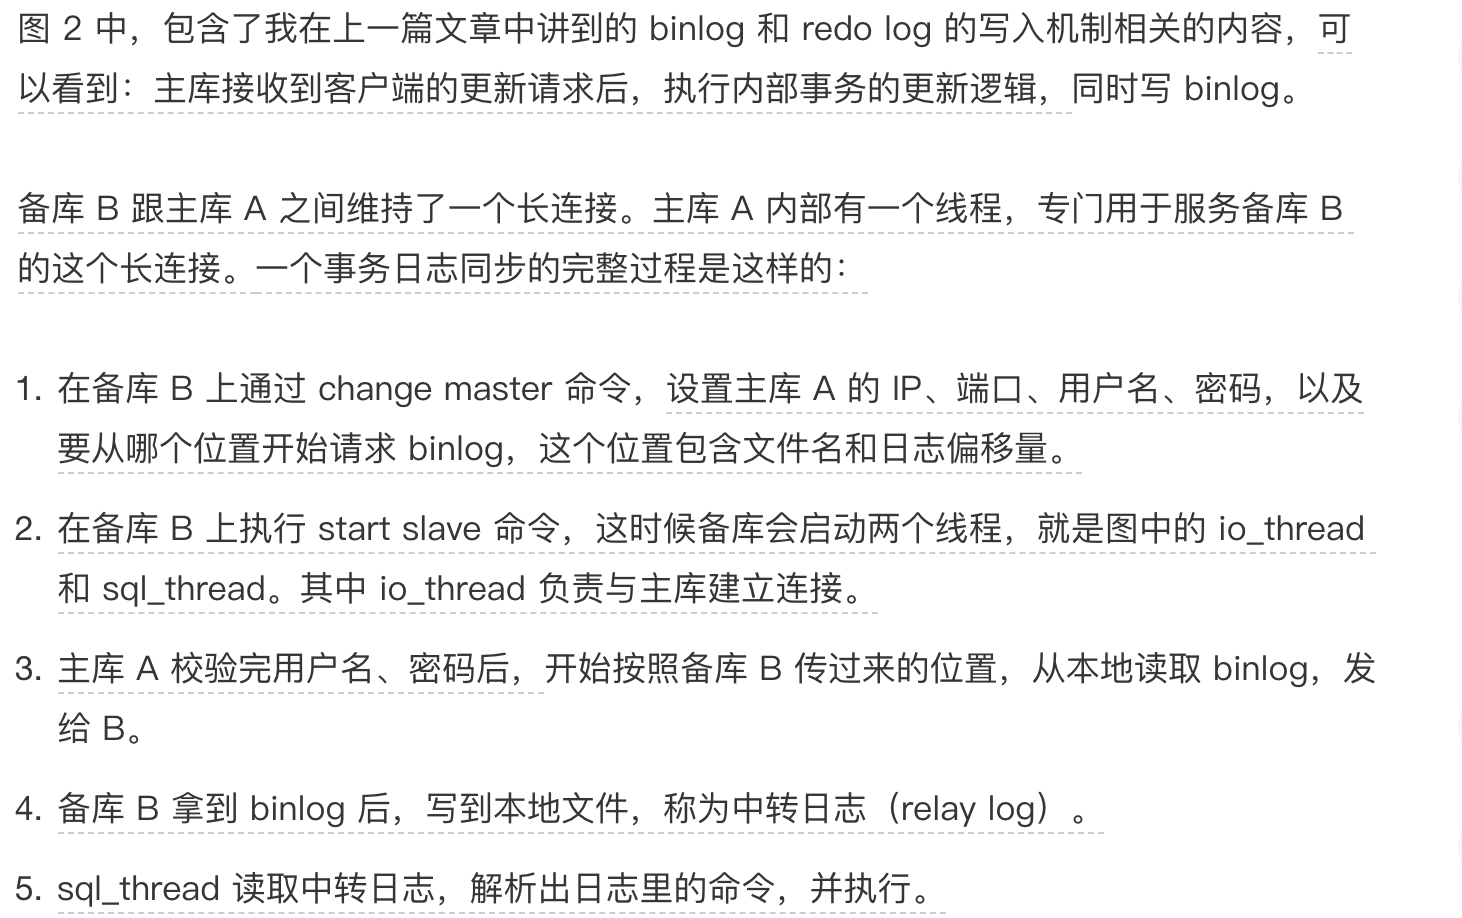 图 2 中，包含了我在上一篇文章中讲到的 binlog 和 redo log 的写入机制相关的内容，可
以看到：主库接收到客户端的更新请求后，执行内部事务的更新逻辑，同时写 binlog。
备库 B 跟主库 A 之间维持了一个长连接。主库 A 内部有一个线程，专门用于服务备库 B
的这个长连接。一个事务日志同步的完整过程是这样的：
1. 在备库 B 上通过 change master 命令，设置主库 A 的 IP、端口、用户名、密码，以及
要从哪个位置开始请求 binlog，这个位置包含文件名和日志偏移量。
2. 在备库 B 上执行 start slave 命令，这时候备库会启动两个线程，就是图中的 io_thread
和 sql_thread。其中 io_thread 负责与主库建立连接。
3. 主库 A 校验完用户名、密码后，开始按照备库 B 传过来的位置，从本地读取 binlog，发
给 B。
4. 备库 B 拿到 binlog 后，写到本地文件，称为中转日志（relay log）。
5. sql_thread 读取中转日志，解析出日志里的命令，并执行。